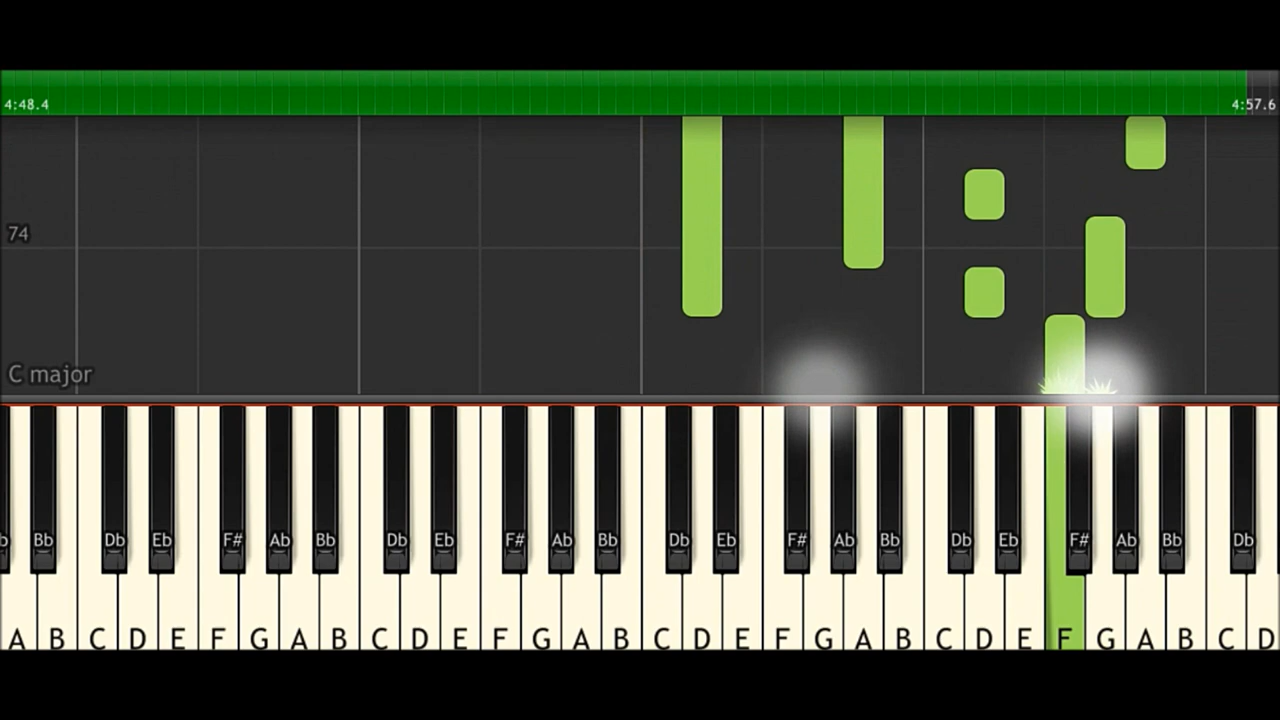 4:48.4 4:57.6
74
C major
b Bb Db Eb F# Ab Bb Db Eb F# Ab Bb Db Eb F# Ab Bb Db Eb F# Ab Bb Db
A B C D E F G A B C D E F G A B C D E F G A B C D E F G A B C D